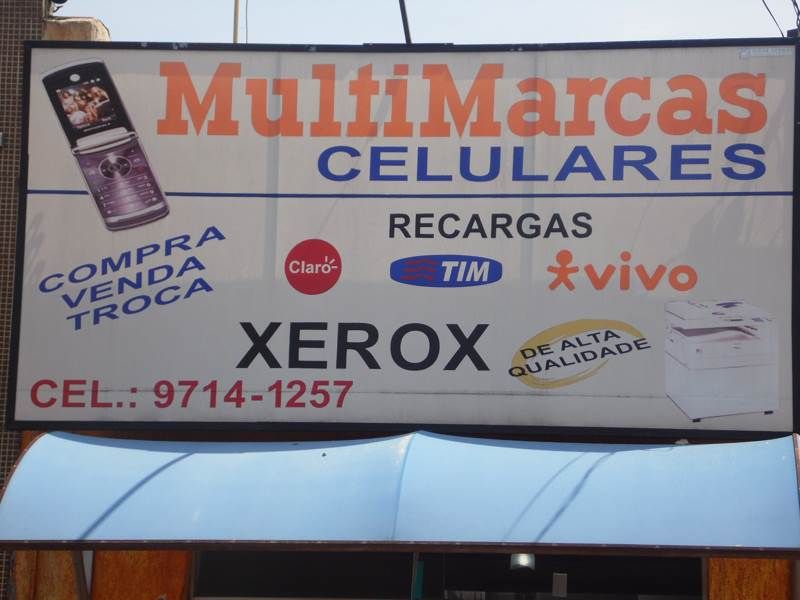 MultiMarcas
CELULARES
RECARGAS
COMPRA
VENDA
TROCA
Claro
TIM
vivo
XEROX
DE ALTA
QUALIDADE
CEL.: 9714-1257